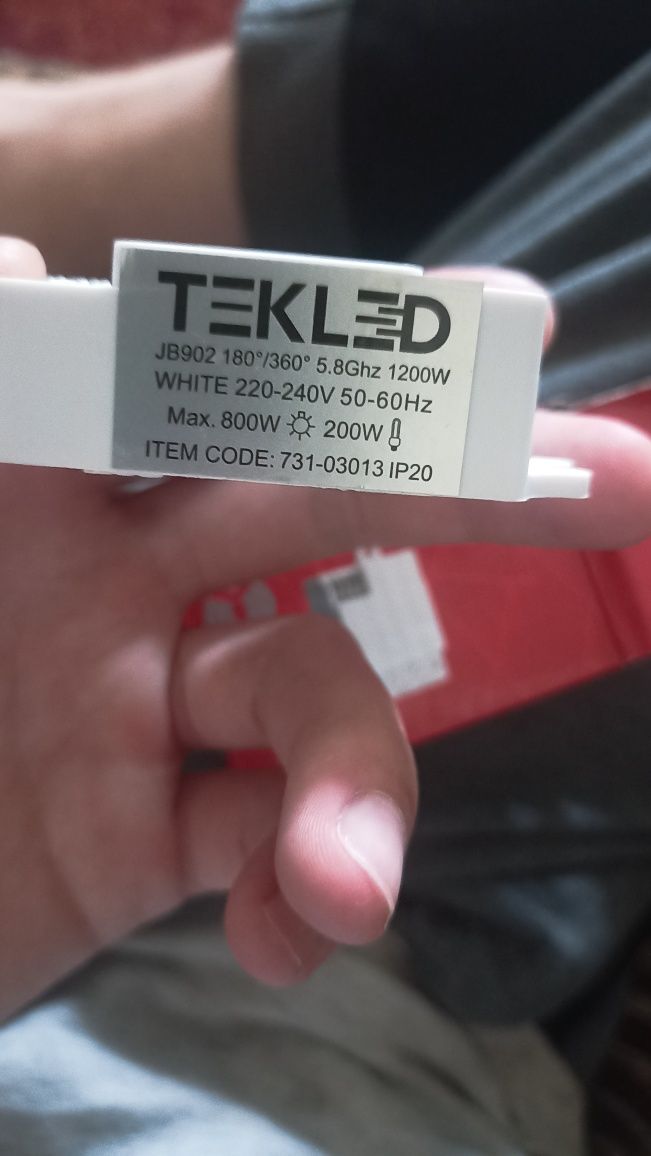 TEKLED
JB902 180°/360° 5.8Ghz 1200W
WHITE 220-240V 50-60Hz
Max. 800W 200W
ITEM CODE: 731-03013 IP20